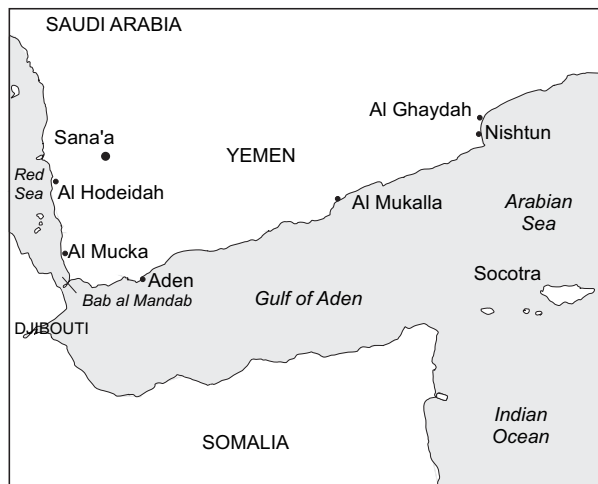 SAUDI ARABIA
Al Ghaydah
Nishtun
Sana'a
YEMEN
Red
Sea
Al Hodeidah
Al Mukalla
Arabian
Sea
Al Mucka
Aden
Socotra
Bab al Mandab
Gulf of Aden
DJIBOUTI
Indian
Ocean
SOMALIA